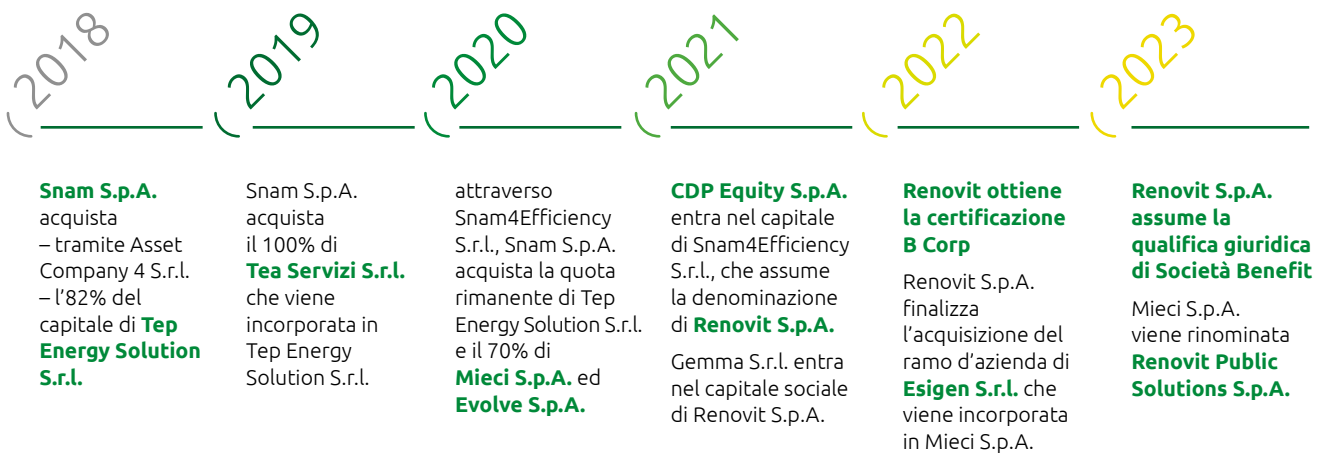 2018
Snam S.p.A.
acquista
– tramite Asset
Company 4 S.r.l.
– l'82% del
capitale di Tep
Energy Solution
S.r.l.
2019
Snam S.p.A.
acquista
il 100% di
Tea Servizi S.r.l.
che viene
incorporata in
Tep Energy
Solution S.r.l.
2020
attraverso
Snam4Efficiency
S.r.l., Snam S.p.A.
acquista la quota
rimanente di Tep
Energy Solution S.r.l.
e il 70% di
Mieci S.p.A. ed
Evolve S.p.A.
2021
CDP Equity S.p.A.
entra nel capitale
di Snam4Efficiency
S.r.l., che assume
la denominazione
di Renovit S.p.A.
Gemma S.r.l. entra
nel capitale sociale
di Renovit S.p.A.
2022
Renovit ottiene
la certificazione
B Corp
Renovit S.p.A.
finalizza
l'acquisizione del
ramo d'azienda di
Esigen S.r.l. che
viene incorporata
in Mieci S.p.A.
2023
Renovit S.p.A.
assume la
qualifica giuridica
di Società Benefit
Mieci S.p.A.
viene rinominata
Renovit Public
Solutions S.p.A.